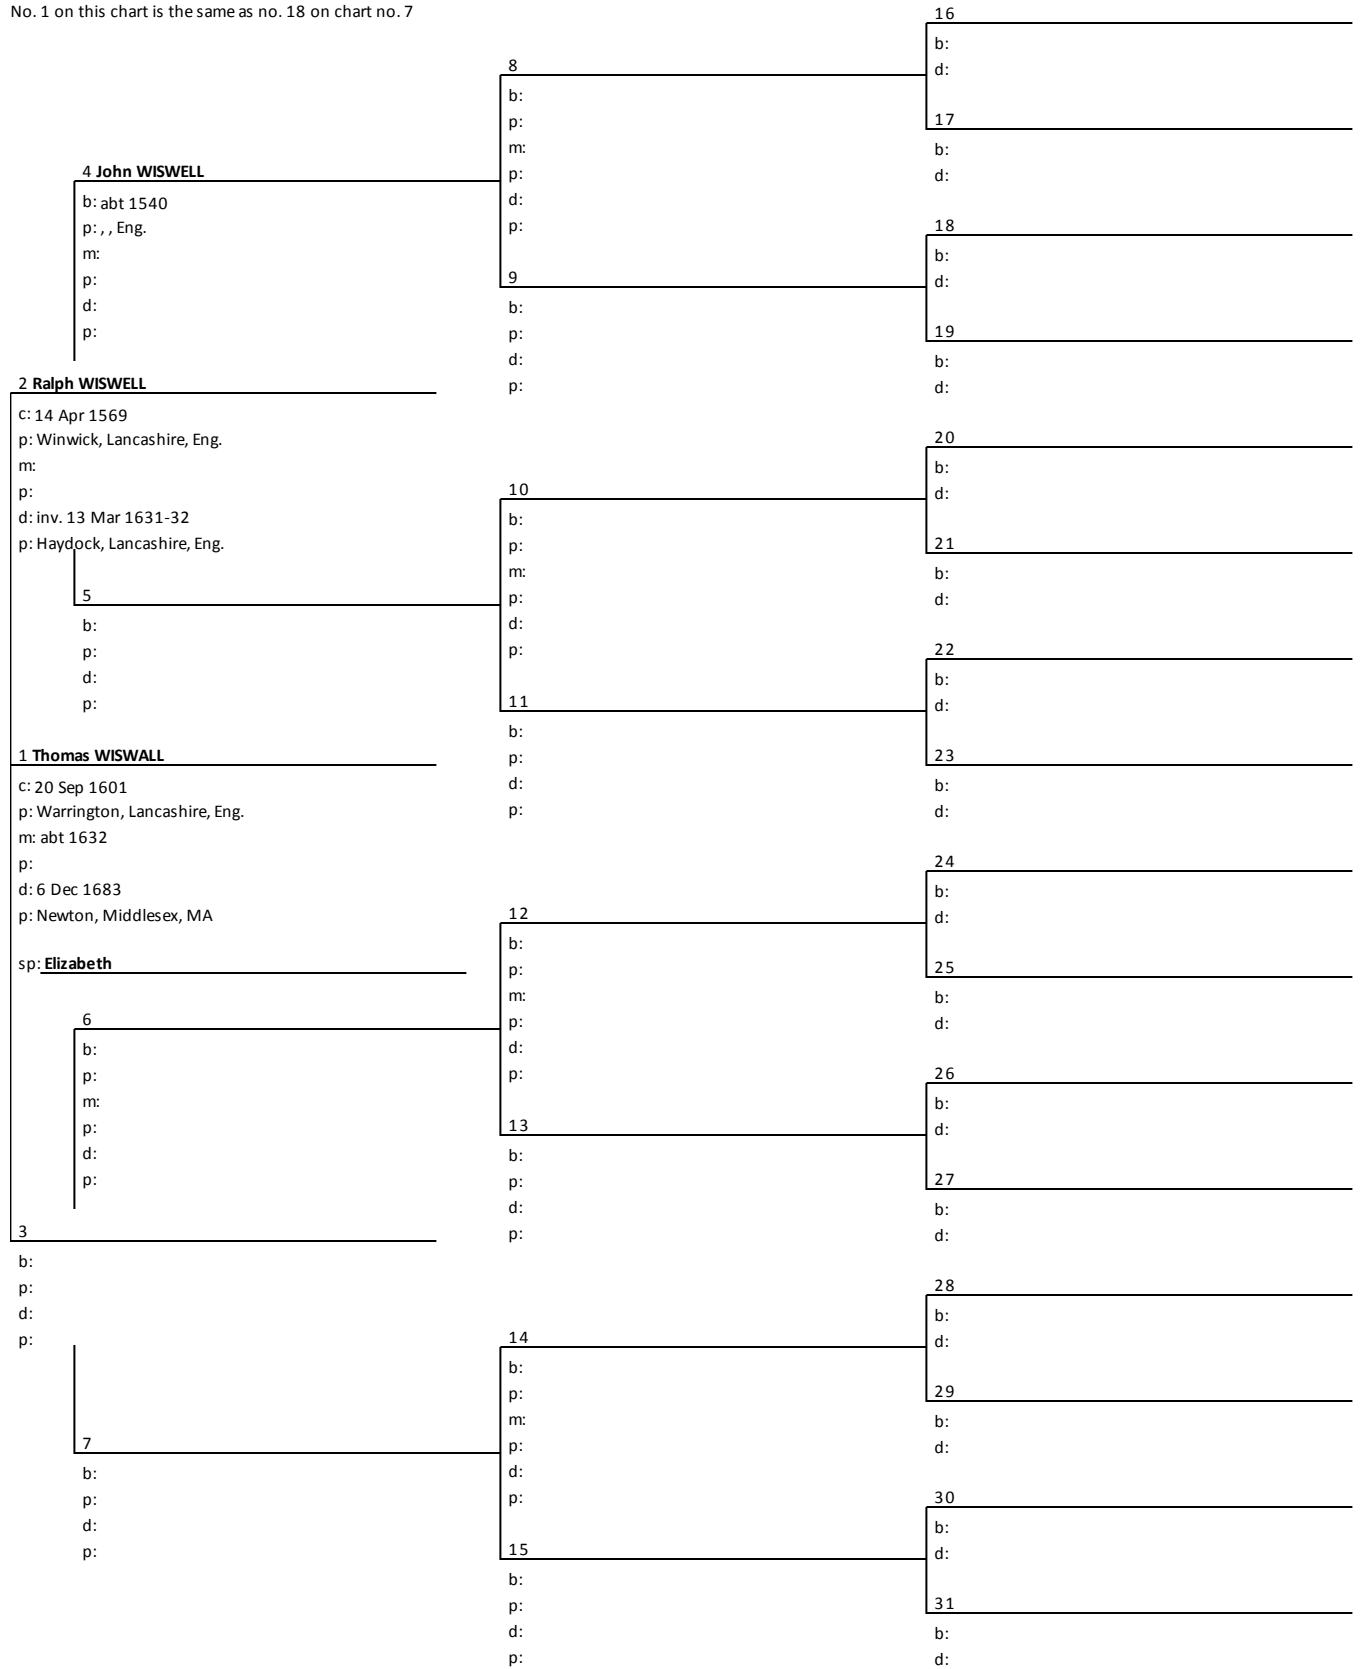 No. 1 on this chart is the same as no. 18 on chart no. 7
16
b:
d:
8
b:
p:
m:
p:
d:
p:
17
b:
d:
4 John WISWELL
b: abt 1540
p: , , Eng.
m:
p:
d:
p:
18
b:
d:
9
b:
p:
d:
p:
19
b:
d:
2 Ralph WISWELL
c: 14 Apr 1569
p: Winwick, Lancashire, Eng.
m:
p:
d: inv. 13 Mar 1631-32
p: Haydock, Lancashire, Eng.
20
b:
d:
10
b:
p:
m:
p:
d:
p:
21
b:
d:
5
b:
p:
d:
p:
22
b:
d:
11
b:
p:
d:
p:
23
b:
d:
1 Thomas WISWALL
c: 20 Sep 1601
p: Warrington, Lancashire, Eng.
m: abt 1632
p:
d: 6 Dec 1683
p: Newton, Middlesex, MA
sp: Elizabeth
24
b:
d:
12
b:
p:
m:
p:
d:
p:
25
b:
d:
6
b:
p:
m:
p:
d:
p:
26
b:
d:
13
b:
p:
d:
p:
27
b:
d:
3
b:
p:
d:
p:
28
b:
d:
14
b:
p:
m:
p:
d:
p:
29
b:
d:
7
b:
p:
d:
p:
30
b:
d:
15
b:
p:
d:
p:
31
b:
d: